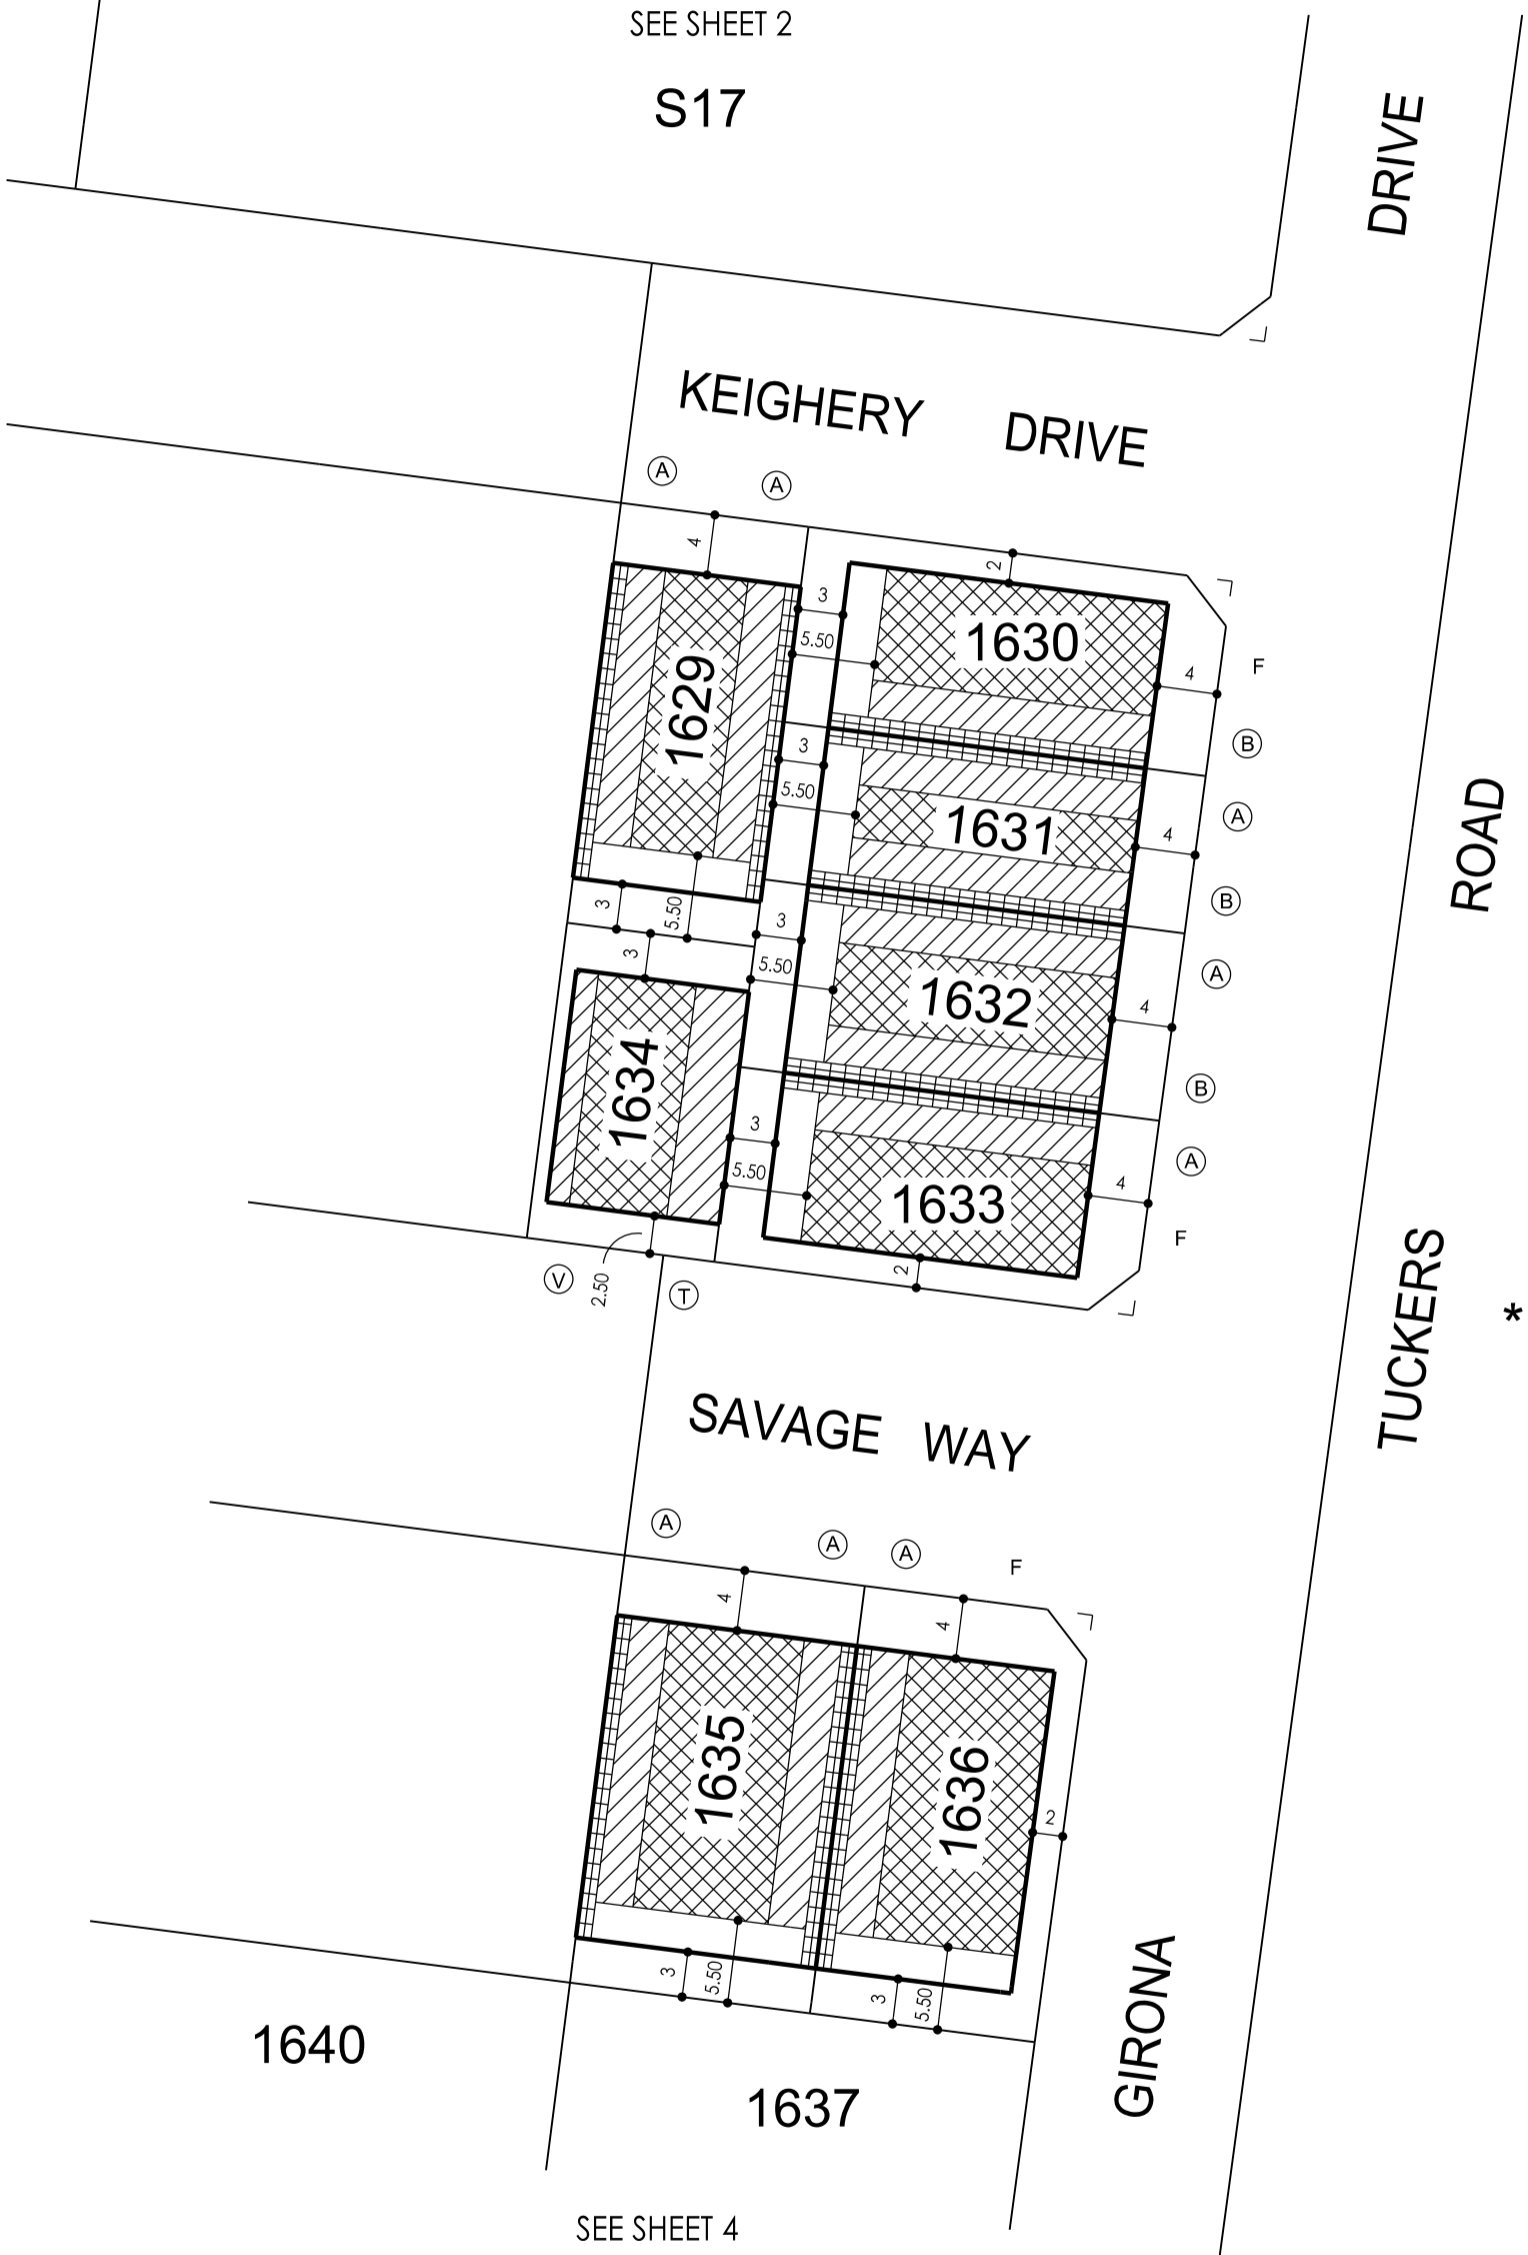 SEE SHEET 2
S17
DRIVE
KEIGHERY DRIVE
A
A
4
2
3
1630
5.50
1629
4
F
B
3
5.50
1631
A
4
ROAD
B
3
5.50
3
3
5.50
1632
A
4
1634
B
3
5.50
1633
A
4
F
2
V
2.50
T
TUCKERS
*
SAVAGE WAY
A
A
A
F
4
4
1635
1636
2
3
5.50
3
5.50
GIRONA
1640
1637
SEE SHEET 4